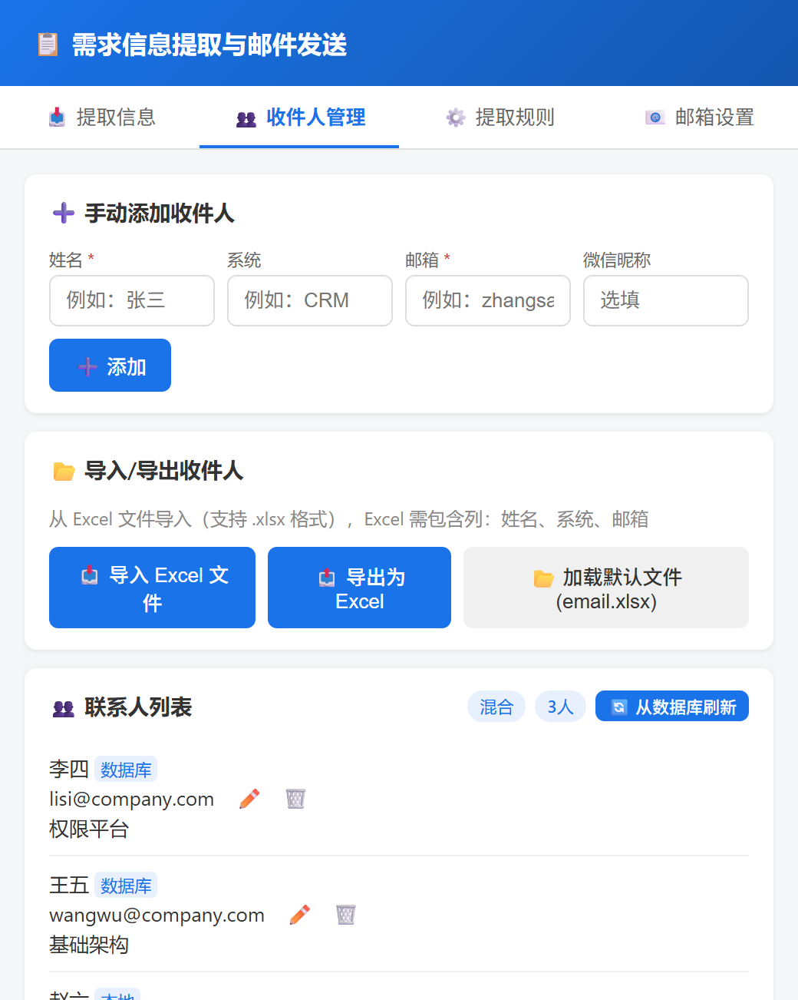 需求信息提取与邮件发送
提取信息
收件人管理
提取规则
邮箱设置
手动添加收件人
姓名 *
系统
邮箱 *
微信昵称
例如：张三
例如：CRM
例如：zhangsa
选填
添加
导入/导出收件人
从 Excel 文件导入（支持 .xlsx 格式），Excel 需包含列：姓名、系统、邮箱
导入 Excel 文
件
导出为
Excel
加载默认文件
(email.xlsx)
联系人列表
混合
3人
从数据库刷新
李四 数据库
lisi@company.com
权限平台
王五 数据库
wangwu@company.com
基础架构
赵六 本地